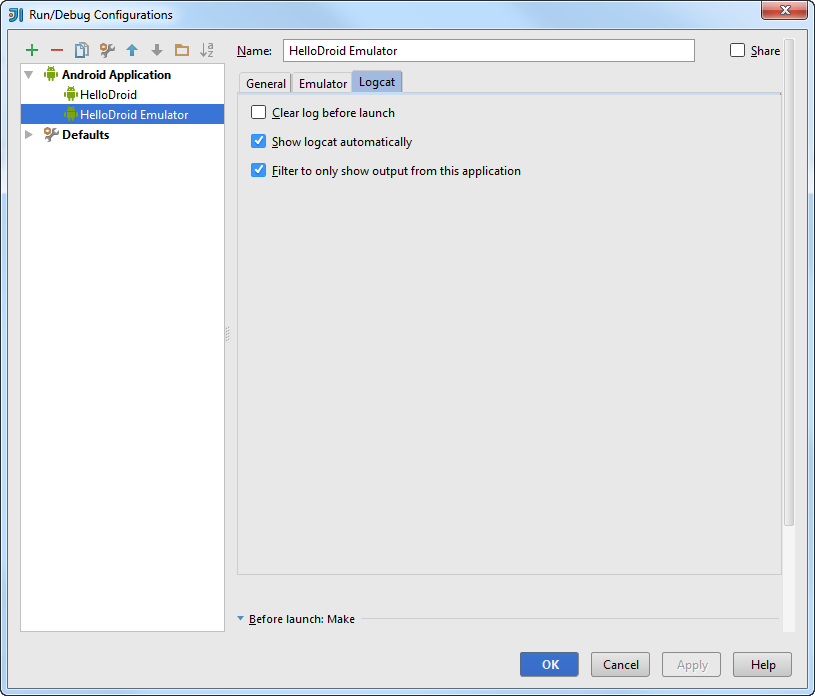 Run/Debug Configurations
Name: HelloDroid Emulator Share
Android Application
HelloDroid
HelloDroid Emulator
Defaults
General Emulator Logcat
Clear log before launch
Show logcat automatically
Filter to only show output from this application
Before launch: Make
OK Cancel Apply Help